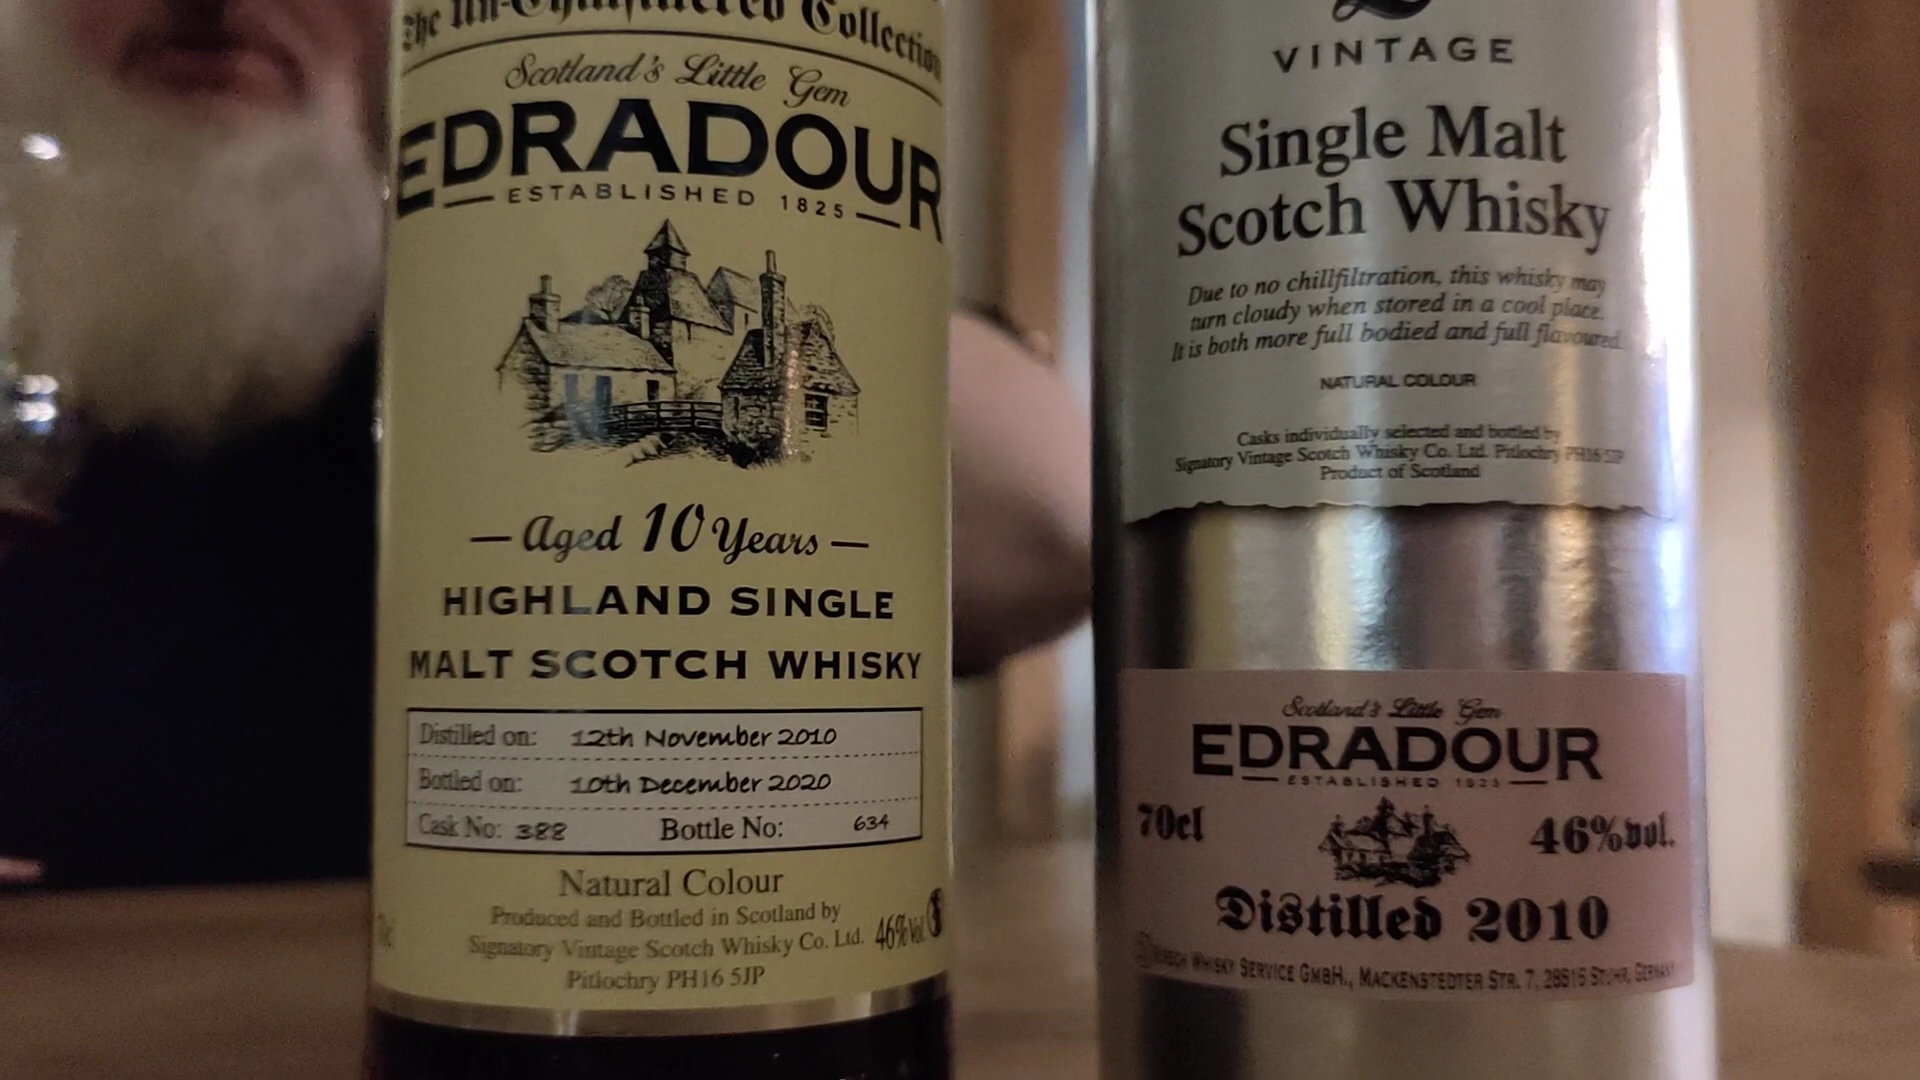 The Un-Chillfiltered Collection
Scotland's Little Gem
EDRADOUR
ESTABLISHED 1825
Aged 10 Years
HIGHLAND SINGLE
MALT SCOTCH WHISKY
Distilled on: 12th November 2010
Bottled on: 10th December 2020
Cask No: 388 Bottle No: 634
Natural Colour
Produced and Bottled in Scotland by
Signatory Vintage Scotch Whisky Co. Ltd. 46% Vol.
Pitlochry PH16 5JP
VINTAGE
Single Malt
Scotch Whisky
Due to no chillfiltration, this whisky may
turn cloudy when stored in a cool place.
It is both more full bodied and full flavoured.
NATURAL COLOUR
Casks individually selected and bottled by
Signatory Vintage Scotch Whisky Co. Ltd. Pitlochry PH16 5JP
Product of Scotland
Scotland's Little Gem
EDRADOUR
ESTABLISHED 1825
70cl 46%vol.
Distilled 2010
WHISKY SERVICE GMBH., MACKENSTEDTER STR. 7, 28816 STUHR, GERMANY